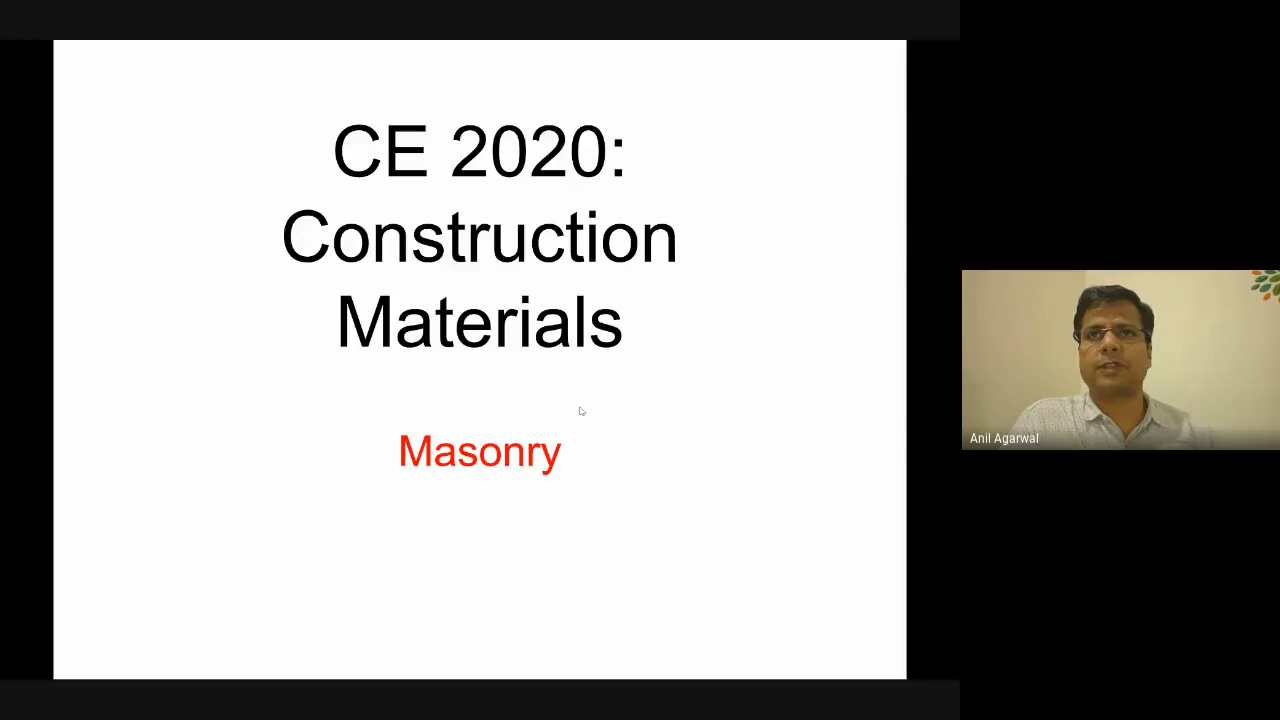 CE 2020:
Construction
Materials
Masonry
Anil Agarwal